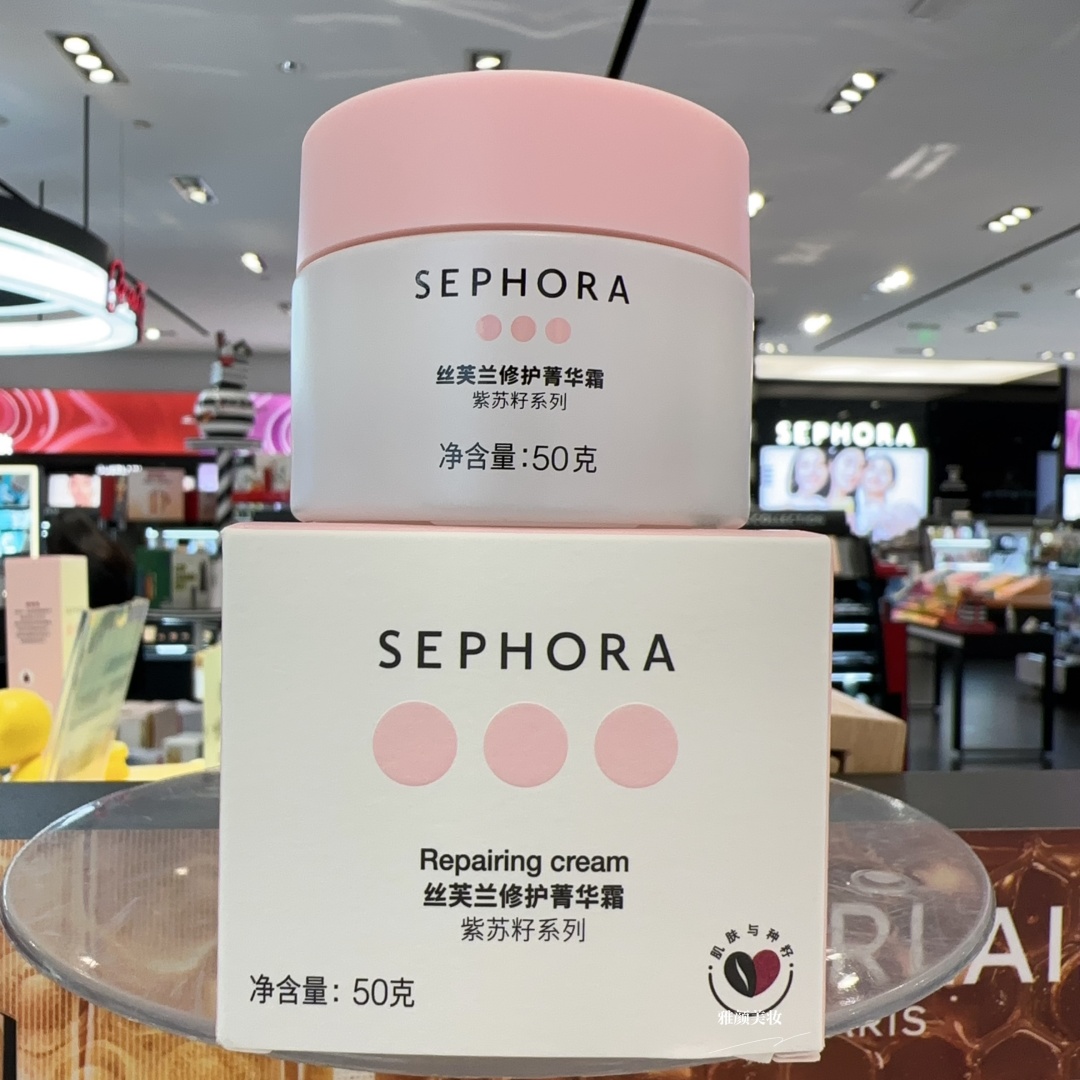 SEPHORA
丝芙兰修护菁华霜
紫苏籽系列
净含量:50克
SEPHORA
SEPHORA
Repairing cream
丝芙兰修护菁华霜
紫苏籽系列
净含量: 50克
肌肤与种籽
雅颜美妆